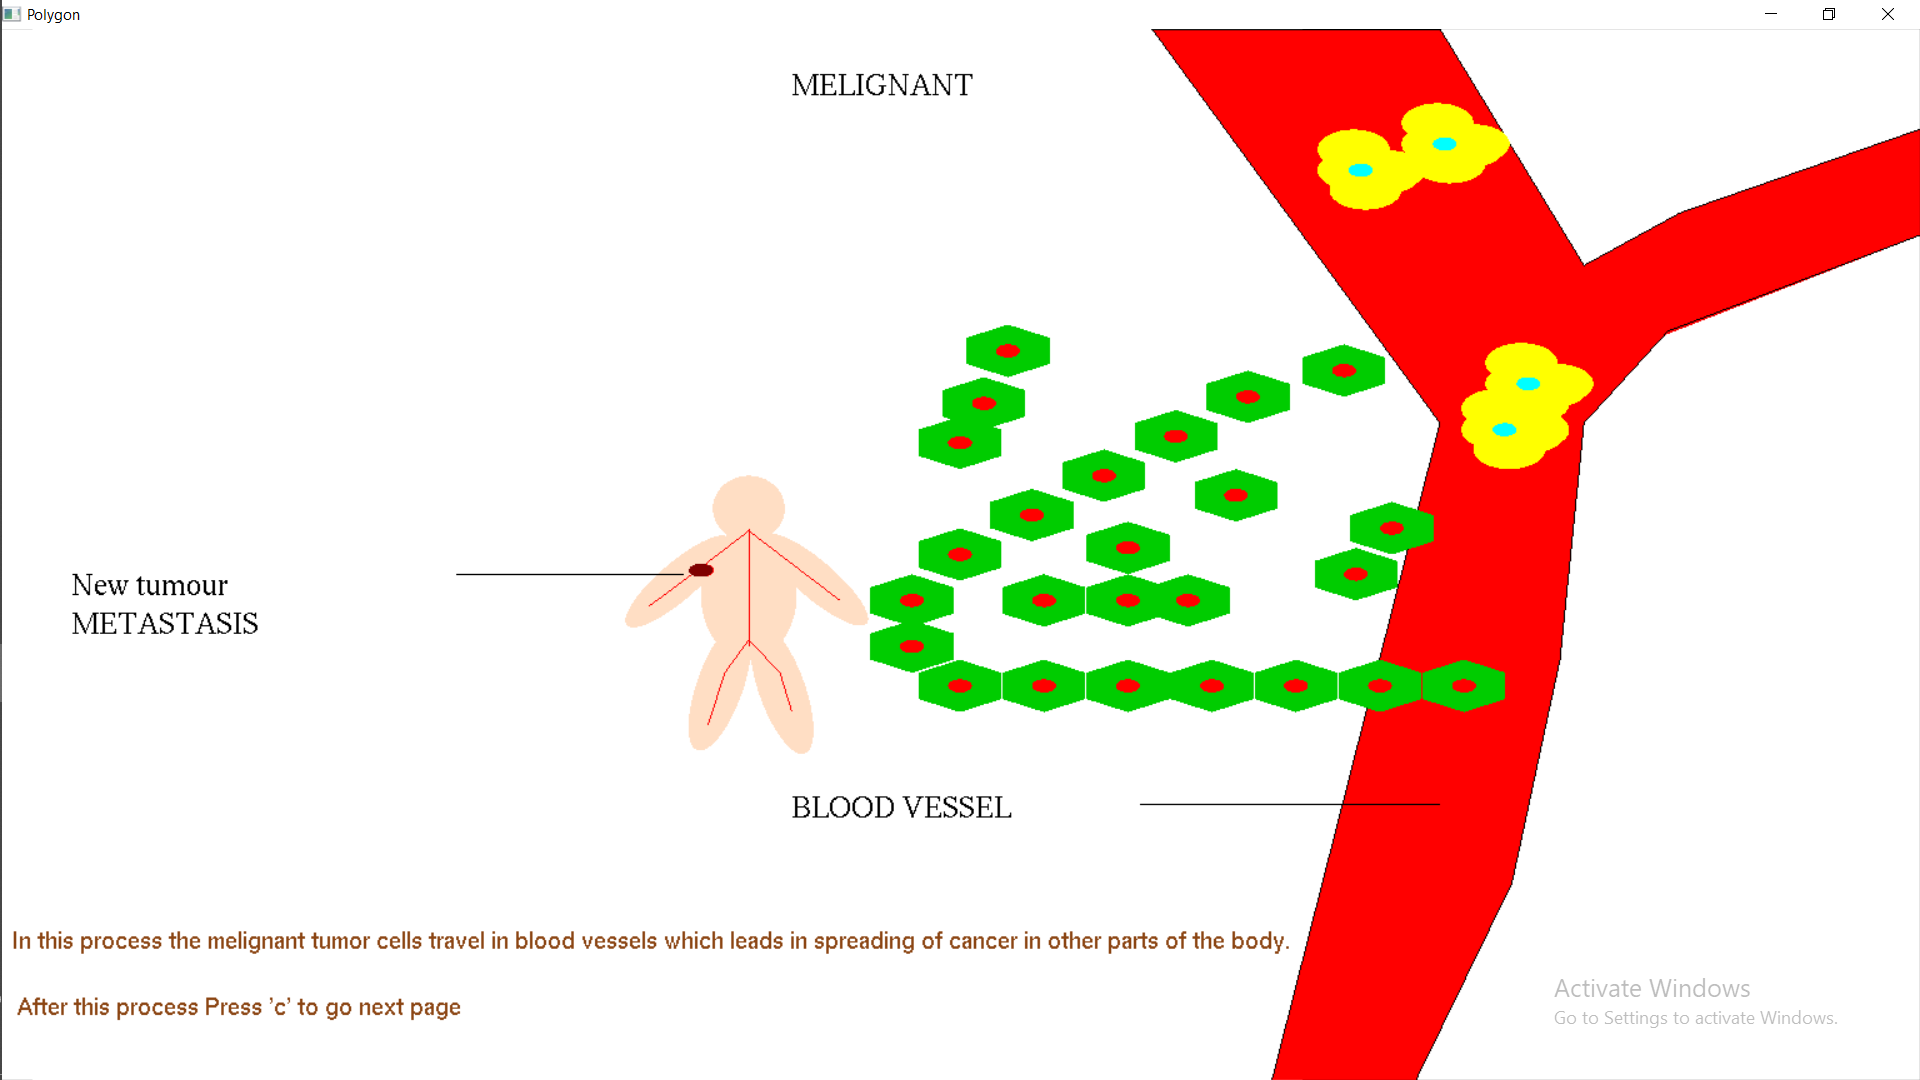 Polygon
MELIGNANT
New tumour
METASTASIS
BLOOD VESSEL
In this process the melignant tumor cells travel in blood vessels which leads in spreading of cancer in other parts of the body.
After this process Press 'c' to go next page
Activate Windows
Go to Settings to activate Windows.